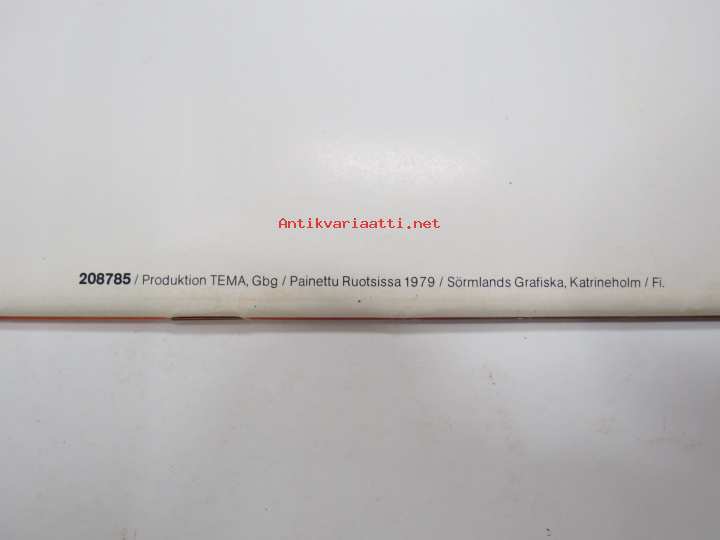 Antikvariaatti.net
208785 / Produktion TEMA, Gbg / Painettu Ruotsissa 1979 / Sörmlands Grafiska, Katrineholm / Fi.